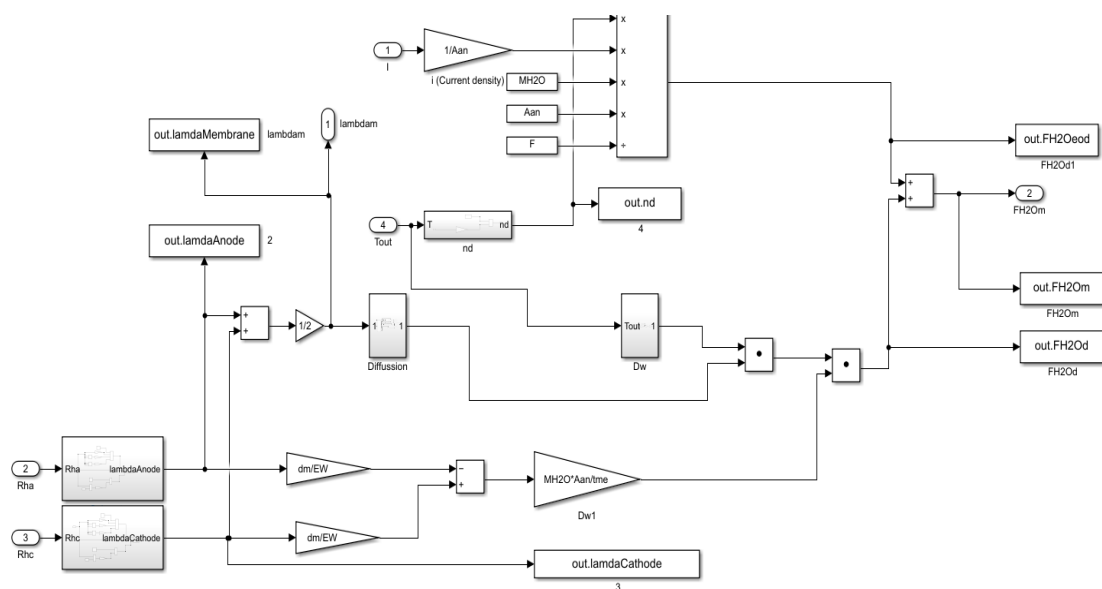 x
1
I
1/Aan
i (Current density)
x
MH2O
x
Aan
x
F
÷
out.lamdaMembrane
lambdam
1
lambdam
out.FH2Oeod
FH2Od1
+
+
2
FH2Om
out.nd
4
4
Tout
T
nd
nd
out.lamdaAnode
2
out.FH2Om
FH2Om
+
+
1/2
1
1
Diffussion
Tout
1
Dw
out.FH2Od
FH2Od
2
Rha
Rha
lambdaAnode
dm/EW
−
+
MH2O*Aan/tme
Dw1
3
Rhc
Rhc
lambdaCathode
dm/EW
out.lamdaCathode
3